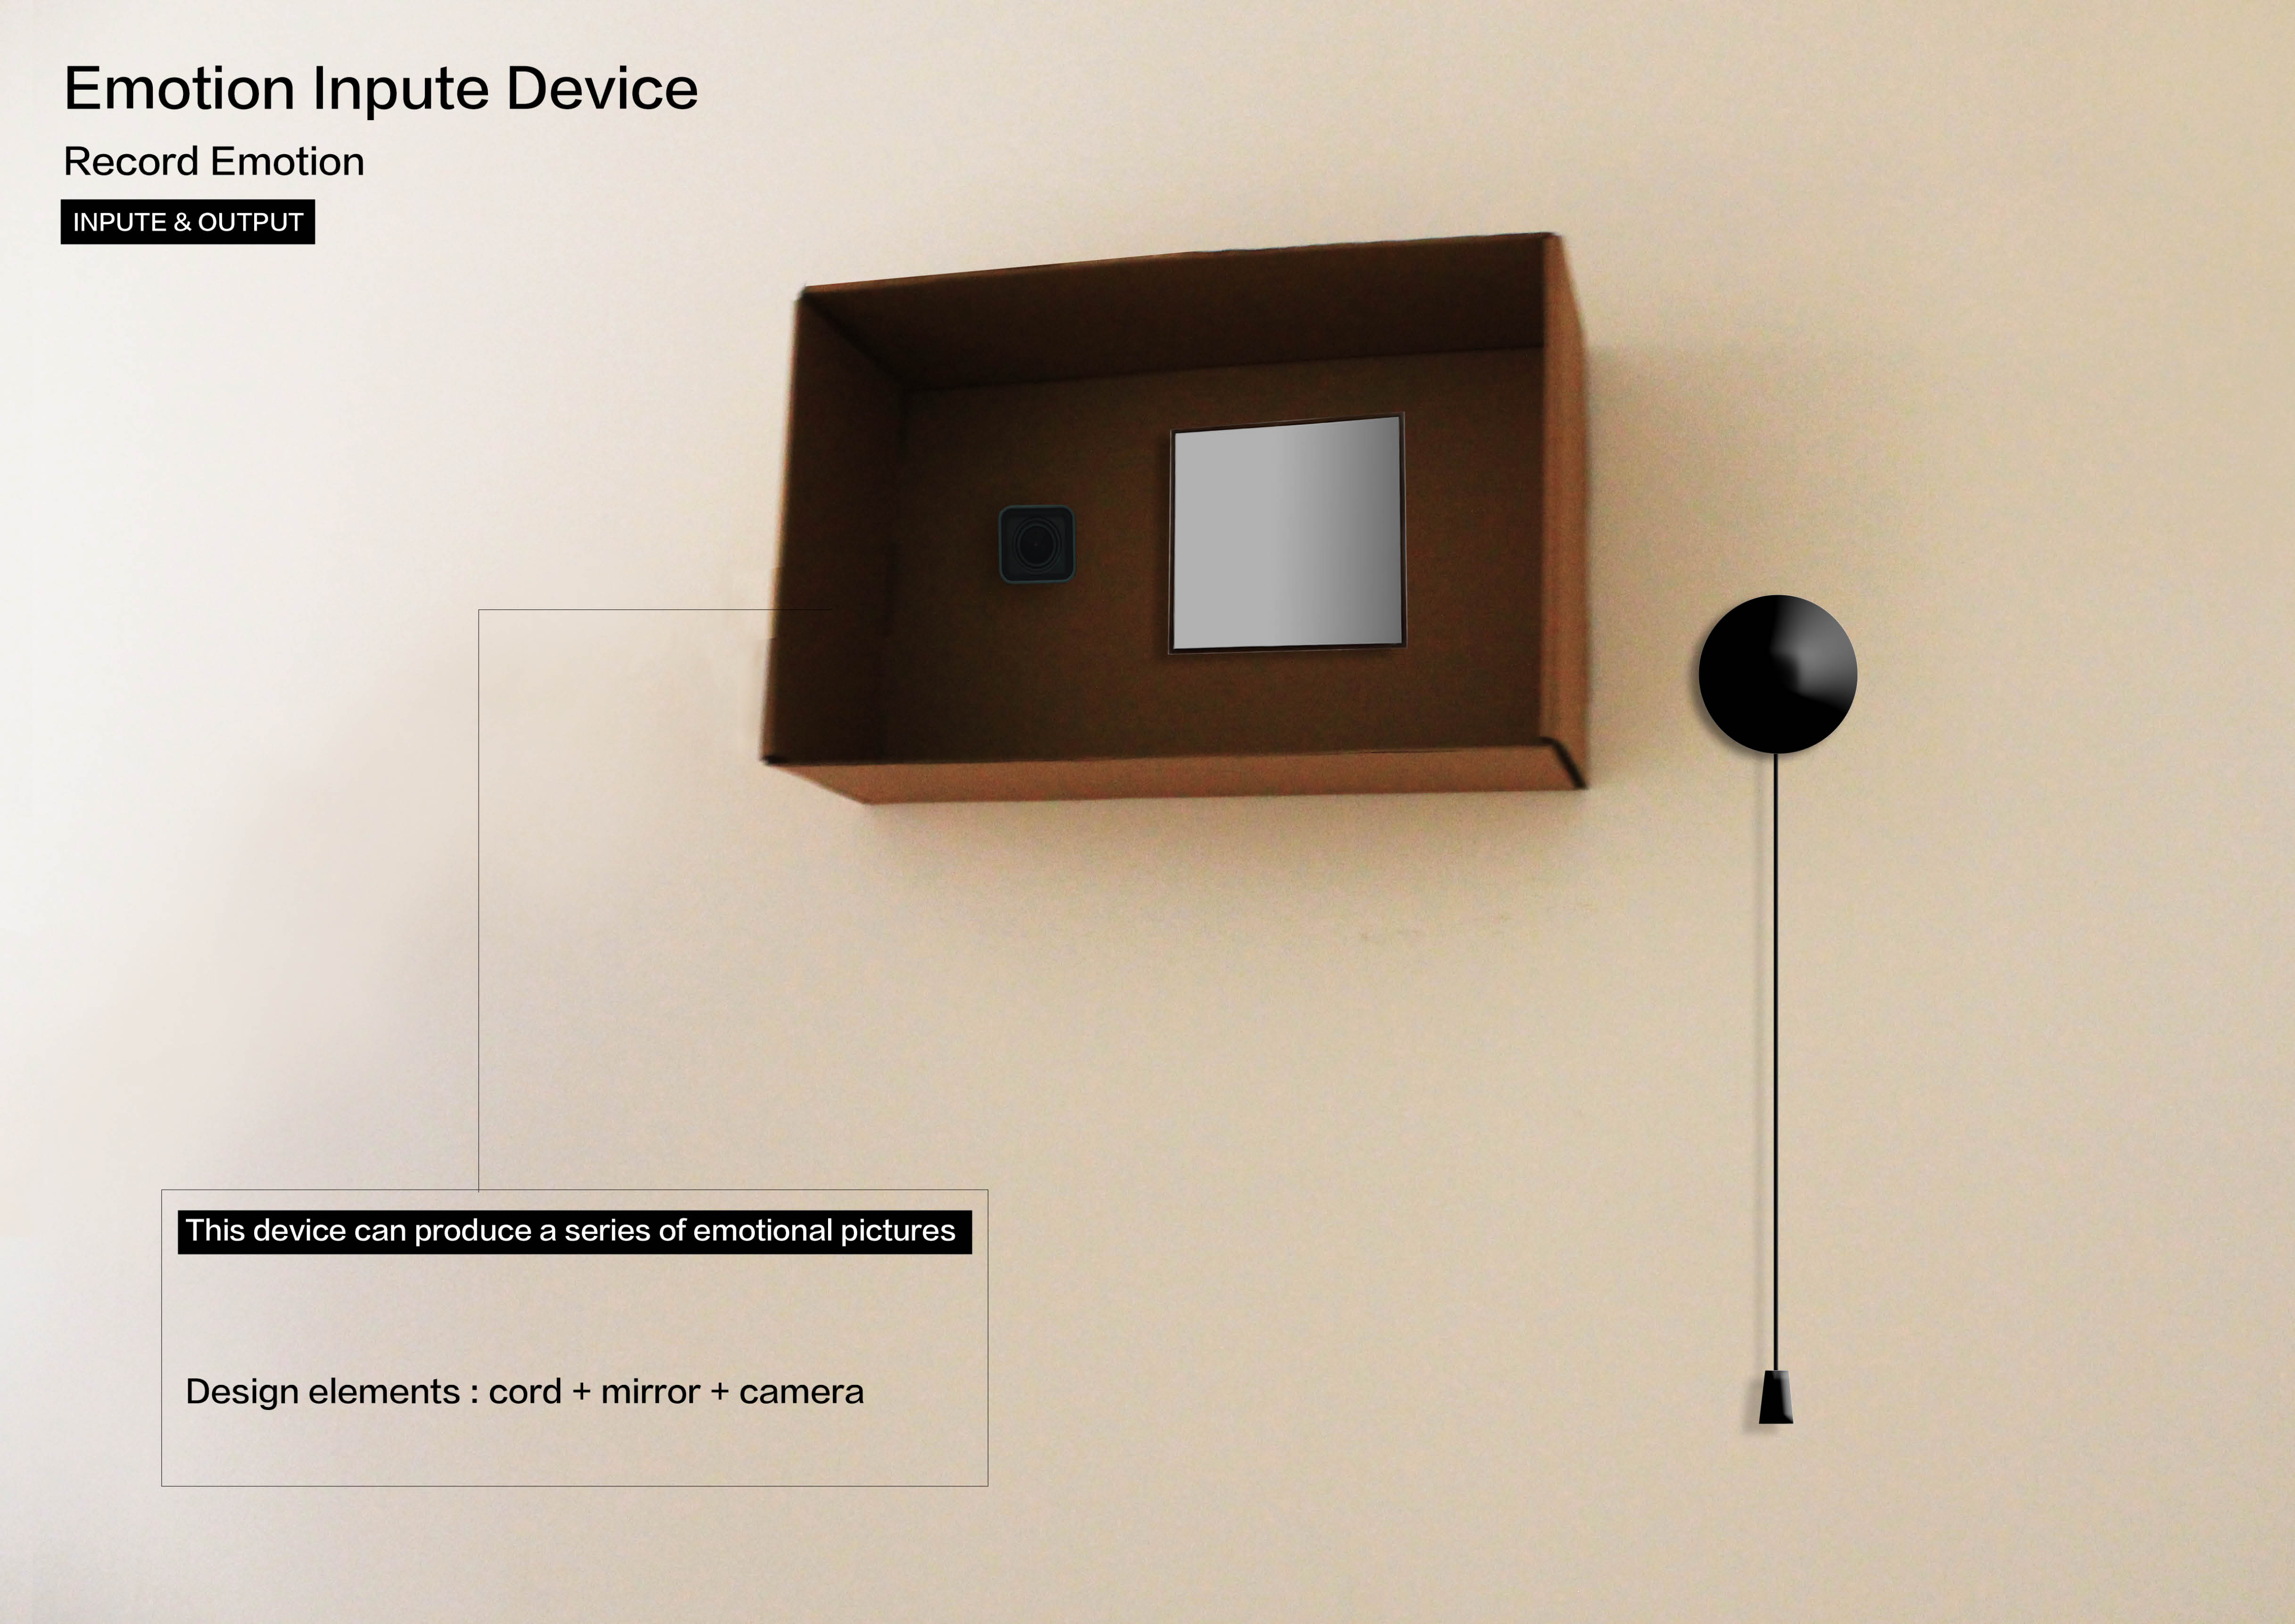 Emotion Inpute Device
Record Emotion
INPUTE & OUTPUT
This device can produce a series of emotional pictures
Design elements : cord + mirror + camera